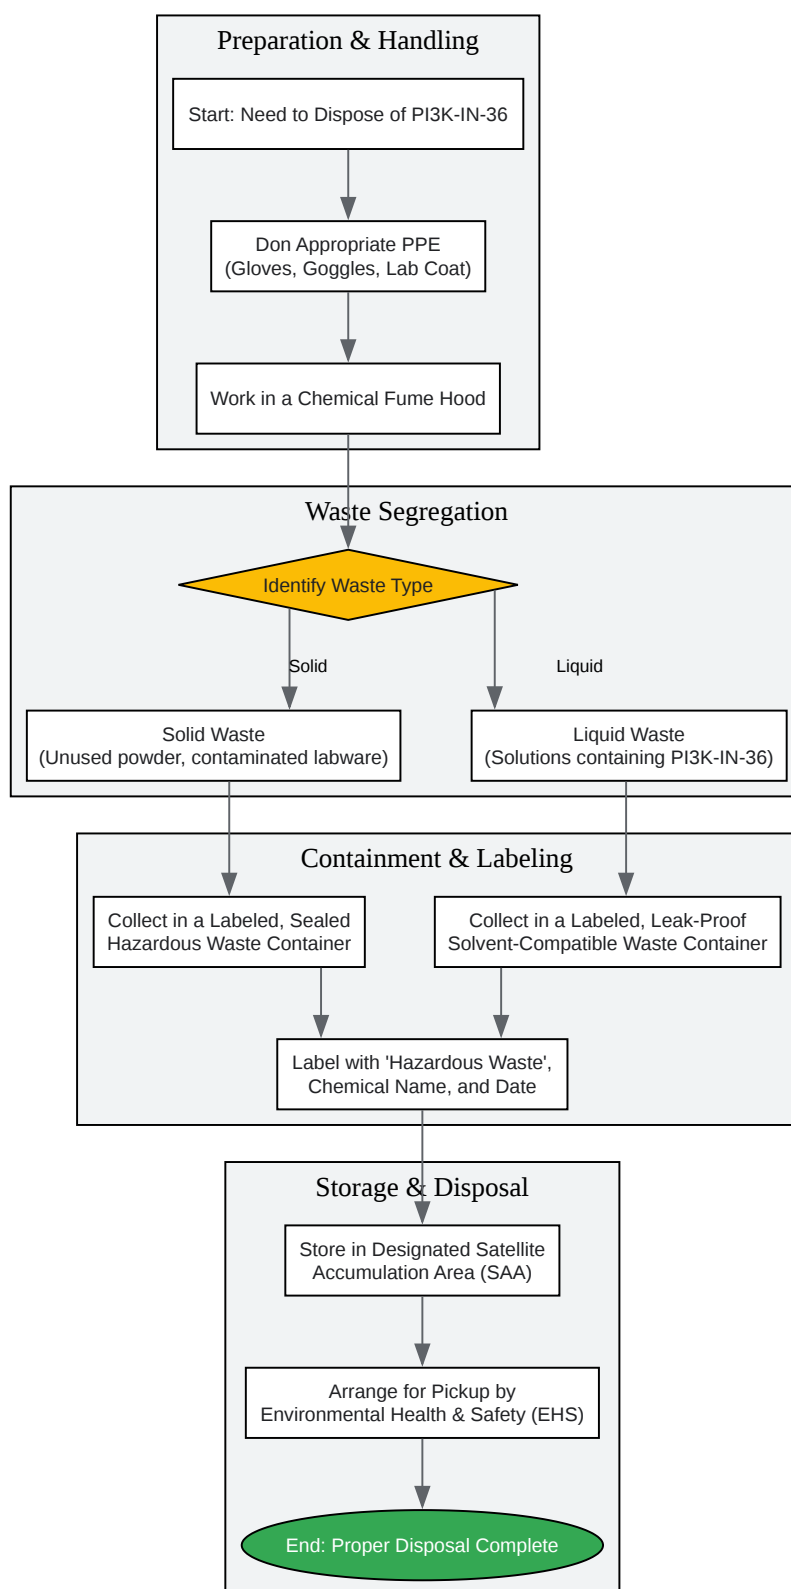 Preparation & Handling
Start: Need to Dispose of PI3K-IN-36
Don Appropriate PPE
(Gloves, Goggles, Lab Coat)
Work in a Chemical Fume Hood
Waste Segregation
Identify Waste Type
Solid
Liquid
Solid Waste
(Unused powder, contaminated labware)
Liquid Waste
(Solutions containing PI3K-IN-36)
Containment & Labeling
Collect in a Labeled, Sealed
Hazardous Waste Container
Collect in a Labeled, Leak-Proof
Solvent-Compatible Waste Container
Label with 'Hazardous Waste',
Chemical Name, and Date
Storage & Disposal
Store in Designated Satellite
Accumulation Area (SAA)
Arrange for Pickup by
Environmental Health & Safety (EHS)
End: Proper Disposal Complete